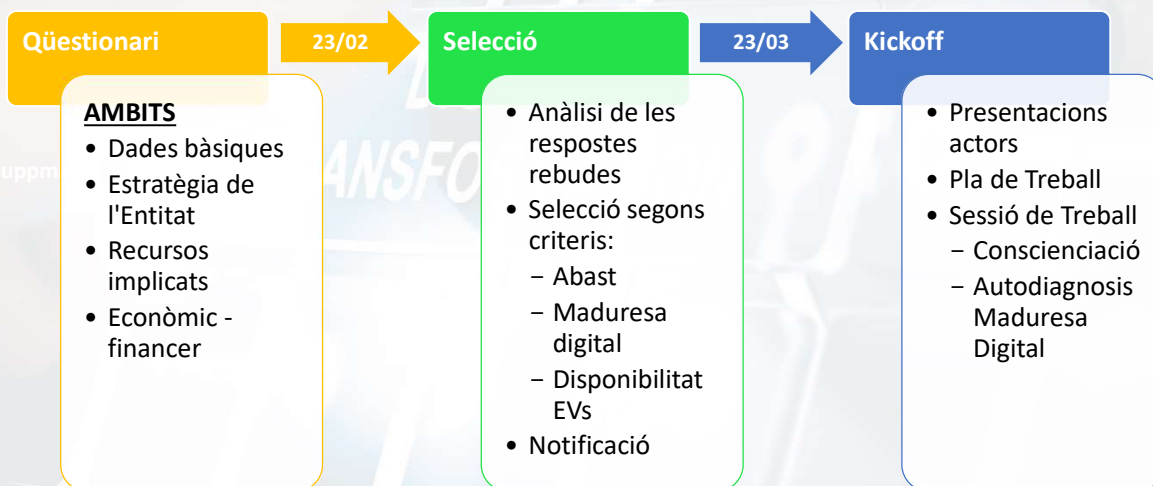 Qüestionari
23/02
Selecció
23/03
Kickoff
AMBITS
• Dades bàsiques
• Estratègia de
l'Entitat
• Recursos
implicats
• Econòmic -
financer
• Anàlisi de les
respostes
rebudes
• Selecció segons
criteris:
– Abast
– Maduresa
digital
– Disponibilitat
EVs
• Notificació
• Presentacions
actors
• Pla de Treball
• Sessió de Treball
– Conscienciació
– Autodiagnosis
Maduresa
Digital